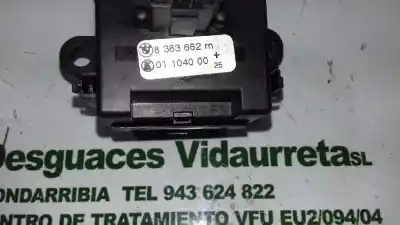 8 363 662 m
01 1040 00 + 25
Desguaces Vidaurreta SL
ONDARRIBIA TEL 943 624 822
NTRO DE TRATAMIENTO VFU EU2/094/04